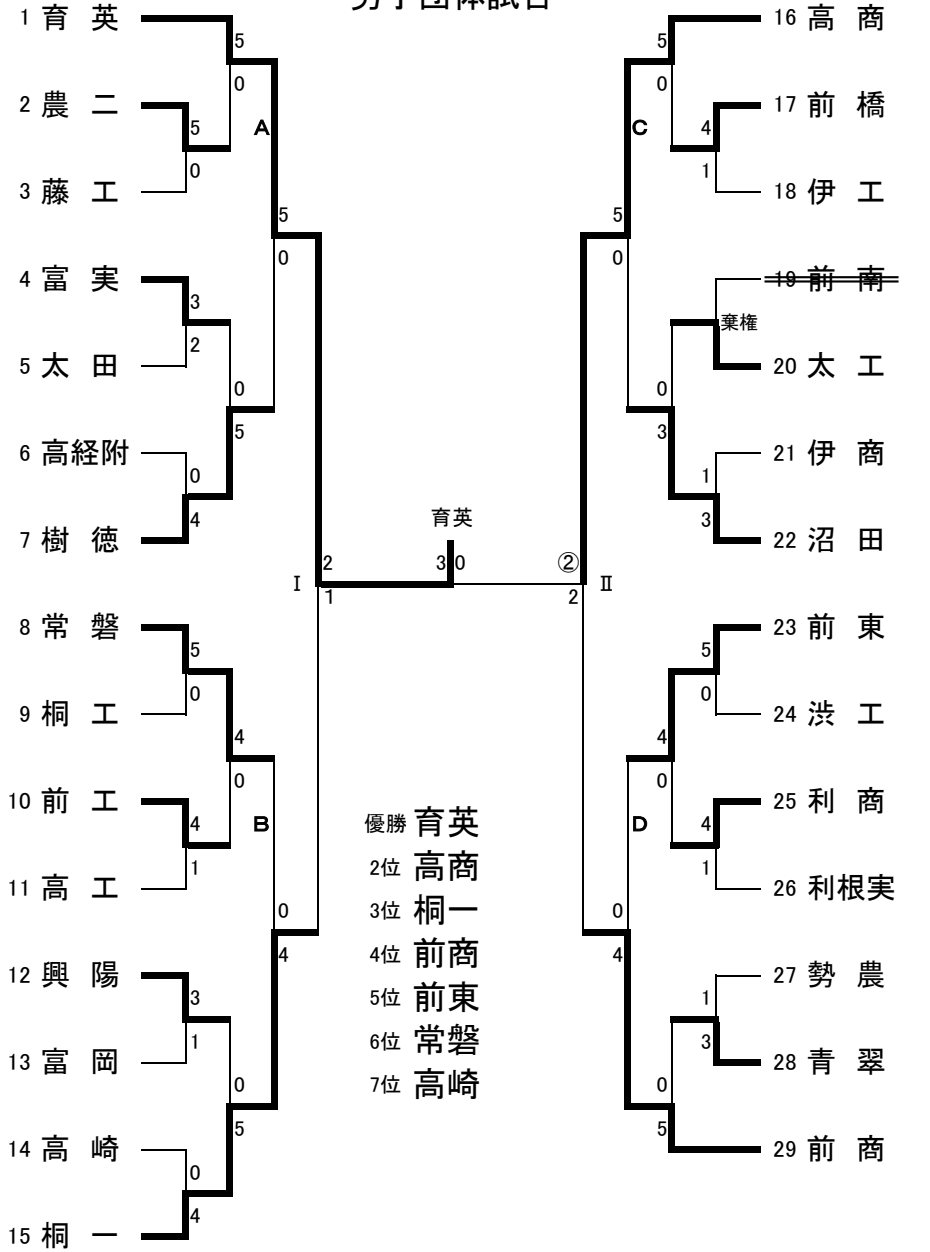 男子団体試合
1 育 英
5
0
2 農 二
5
0
3 藤 工
A
5
0
4 富 実
3
2
5 太 田
0
5
6 高経附
0
4
7 樹 徳
Ⅰ
2
1
8 常 磐
5
0
9 桐 工
4
0
10 前 工
4
1
11 高 工
B
0
4
12 興 陽
3
1
13 富 岡
0
5
14 高 崎
0
4
15 桐 一
育英
3 0
優勝 育英
2位 高商
3位 桐一
4位 前商
5位 前東
6位 常磐
7位 高崎
16 高 商
5
0
17 前 橋
4
1
18 伊 工
C
5
0
19 前 南
棄権
20 太 工
0
3
21 伊 商
1
3
22 沼 田
②
2
Ⅱ
23 前 東
5
0
24 渋 工
4
0
25 利 商
4
1
26 利根実
D
0
4
27 勢 農
1
3
28 青 翠
0
5
29 前 商